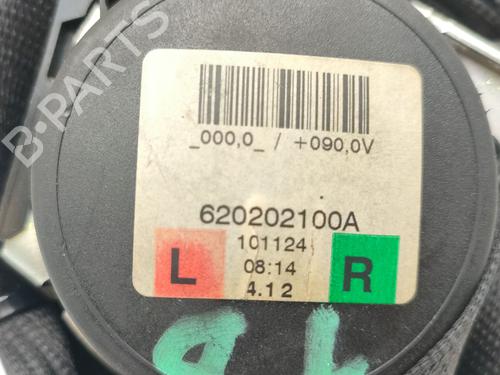 B-PARTS
_000,0_ / +090,0V
620202100A
L
101124
R
08:14
4.12